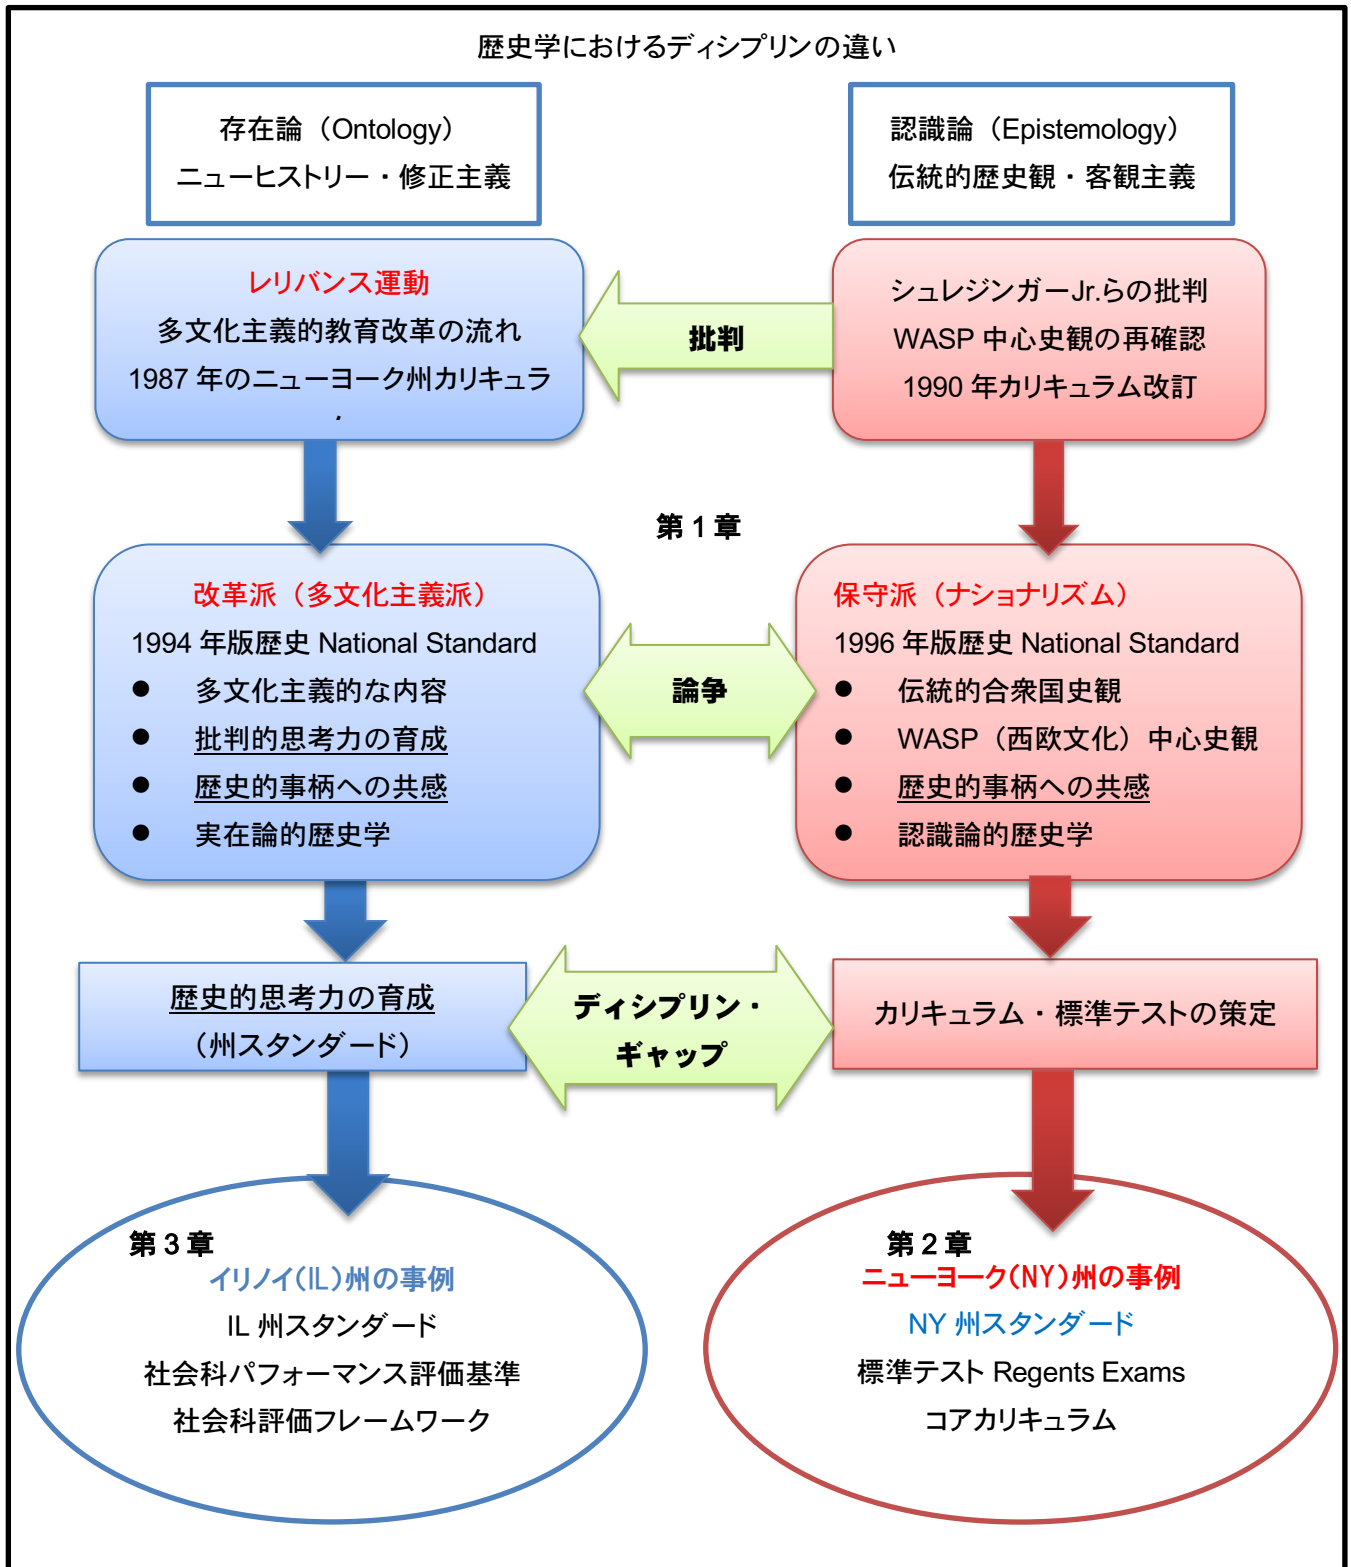 歴史学におけるディシプリンの違い
存在論（Ontology）
ニューヒストリー・修正主義
認識論（Epistemology）
伝統的歴史観・客観主義
レリバンス運動
多文化主義的教育改革の流れ
1987 年のニューヨーク州カリキュラ
批判
シュレジンガーJr.らの批判
WASP 中心史観の再確認
1990 年カリキュラム改訂
第 1 章
改革派（多文化主義派）
1994 年版歴史 National Standard
● 多文化主義的な内容
● 批判的思考力の育成
● 歴史的事柄への共感
● 実在論的歴史学
論争
保守派（ナショナリズム）
1996 年版歴史 National Standard
● 伝統的合衆国史観
● WASP（西欧文化）中心史観
● 歴史的事柄への共感
● 認識論的歴史学
歴史的思考力の育成
（州スタンダード）
ディシプリン・
ギャップ
カリキュラム・標準テストの策定
第 3 章
イリノイ（IL）州の事例
IL 州スタンダード
社会科パフォーマンス評価基準
社会科評価フレームワーク
第 2 章
ニューヨーク（NY）州の事例
NY 州スタンダード
標準テスト Regents Exams
コアカリキュラム